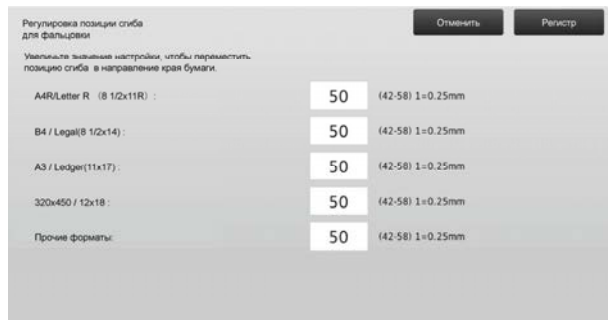 Регулировка позиции сгиба
для фальцовки
Отменить
Регистр
Увеличьте значение настройки, чтобы переместить
позицию сгиба в направление края бумаги.
A4R/Letter R (8 1/2x11R) :
50
(42-58) 1=0.25mm
B4 / Legal(8 1/2x14) :
50
(42-58) 1=0.25mm
A3 / Ledger(11x17) :
50
(42-58) 1=0.25mm
320x450 / 12x18 :
50
(42-58) 1=0.25mm
Прочие форматы:
50
(42-58) 1=0.25mm